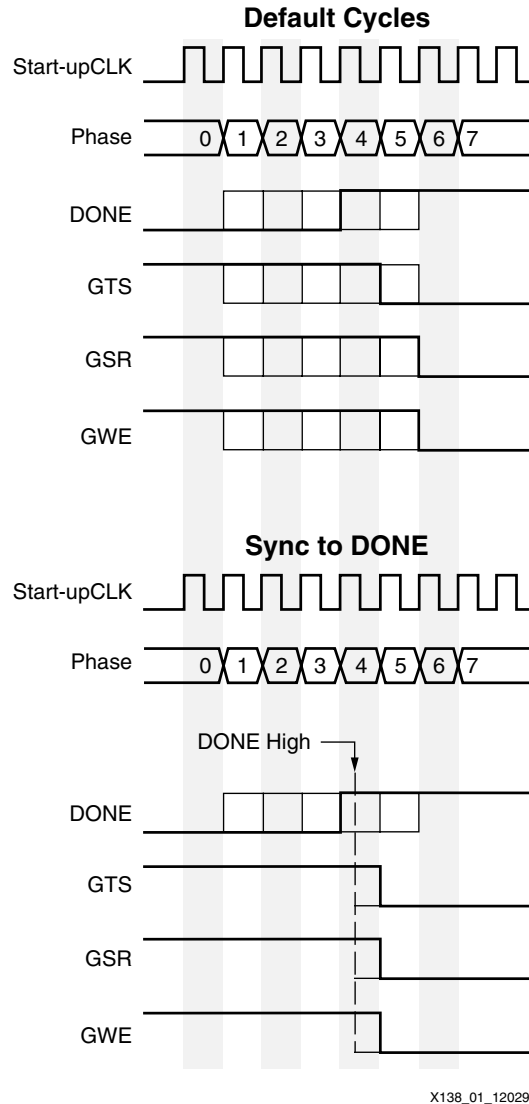 Default Cycles
Start-upCLK
Phase 0 1 2 3 4 5 6 7
DONE
GTS
GSR
GWE
Sync to DONE
Start-upCLK
Phase 0 1 2 3 4 5 6 7
DONE High
DONE
GTS
GSR
GWE
X138_01_12029